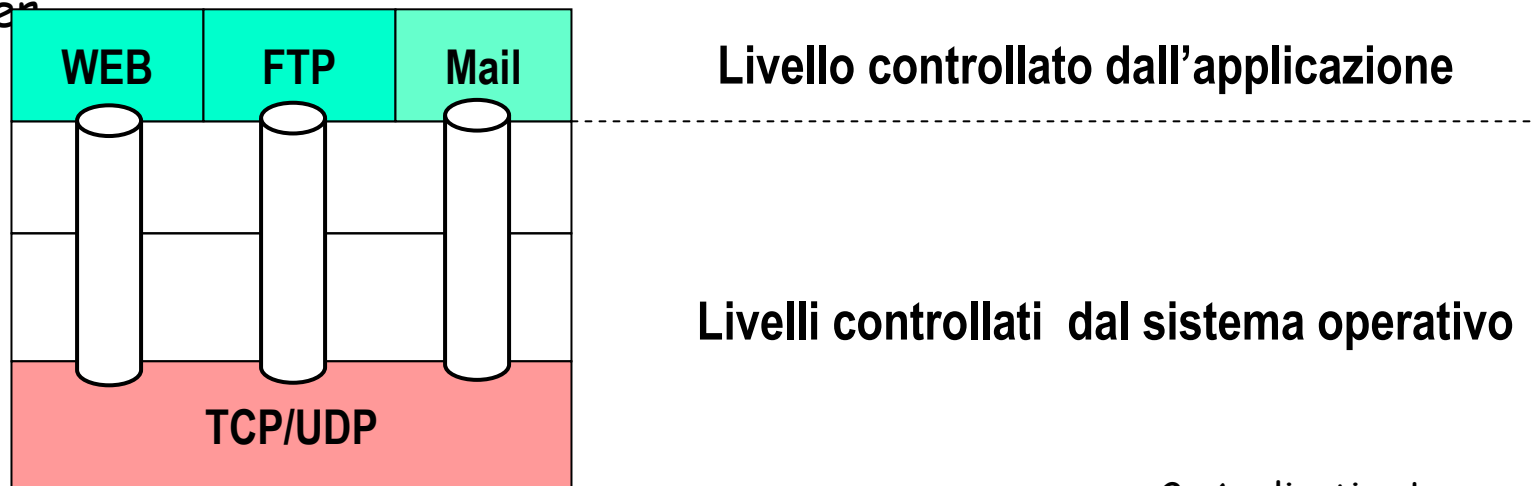 WEB FTP Mail
Livello controllato dall’applicazione
Livelli controllati dal sistema operativo
TCP/UDP